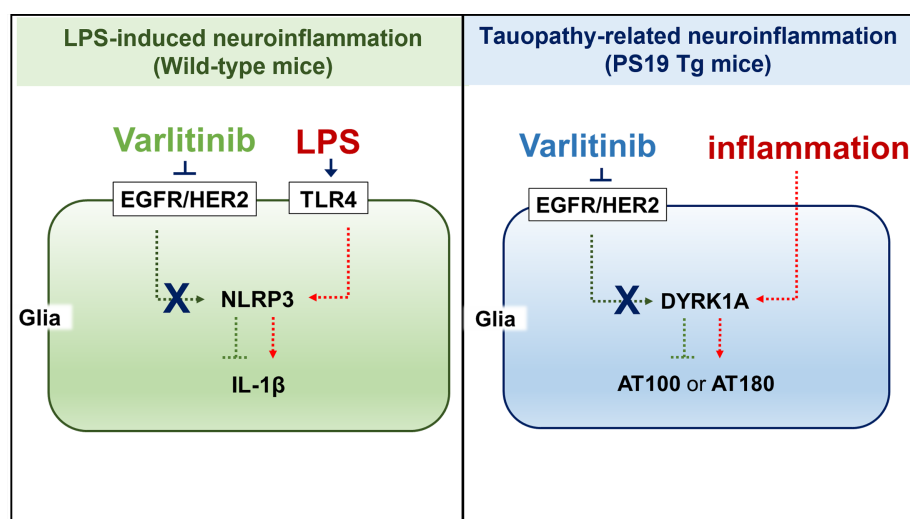 LPS-induced neuroinflammation
(Wild-type mice)
Varlitinib
LPS
EGFR/HER2
TLR4
X
NLRP3
Glia
IL-1β
Tauopathy-related neuroinflammation
(PS19 Tg mice)
Varlitinib
inflammation
EGFR/HER2
X
DYRK1A
Glia
AT100 or AT180